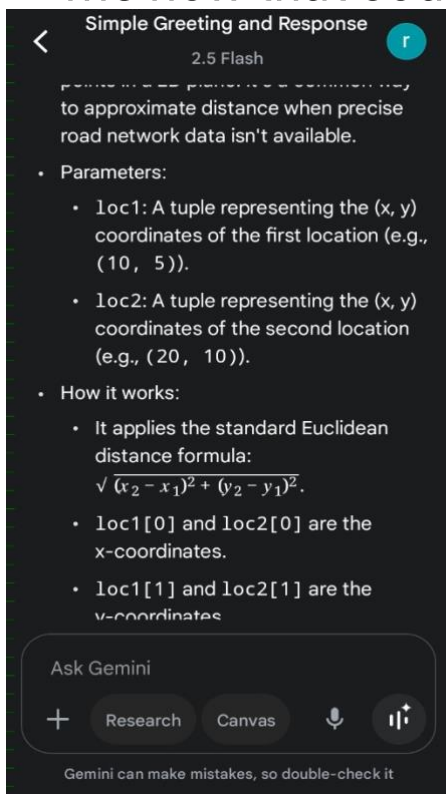 Simple Greeting and Response
r
2.5 Flash
to approximate distance when precise
road network data isn't available.
• Parameters:
• loc1: A tuple representing the (x, y)
coordinates of the first location (e.g.,
(10, 5)).
• loc2: A tuple representing the (x, y)
coordinates of the second location
(e.g., (20, 10)).
• How it works:
• It applies the standard Euclidean
distance formula:
√(x₂ − x₁)² + (y₂ − y₁)².
• loc1[0] and loc2[0] are the
x-coordinates.
• loc1[1] and loc2[1] are the
y-coordinates
Ask Gemini
+ Research Canvas
Gemini can make mistakes, so double-check it